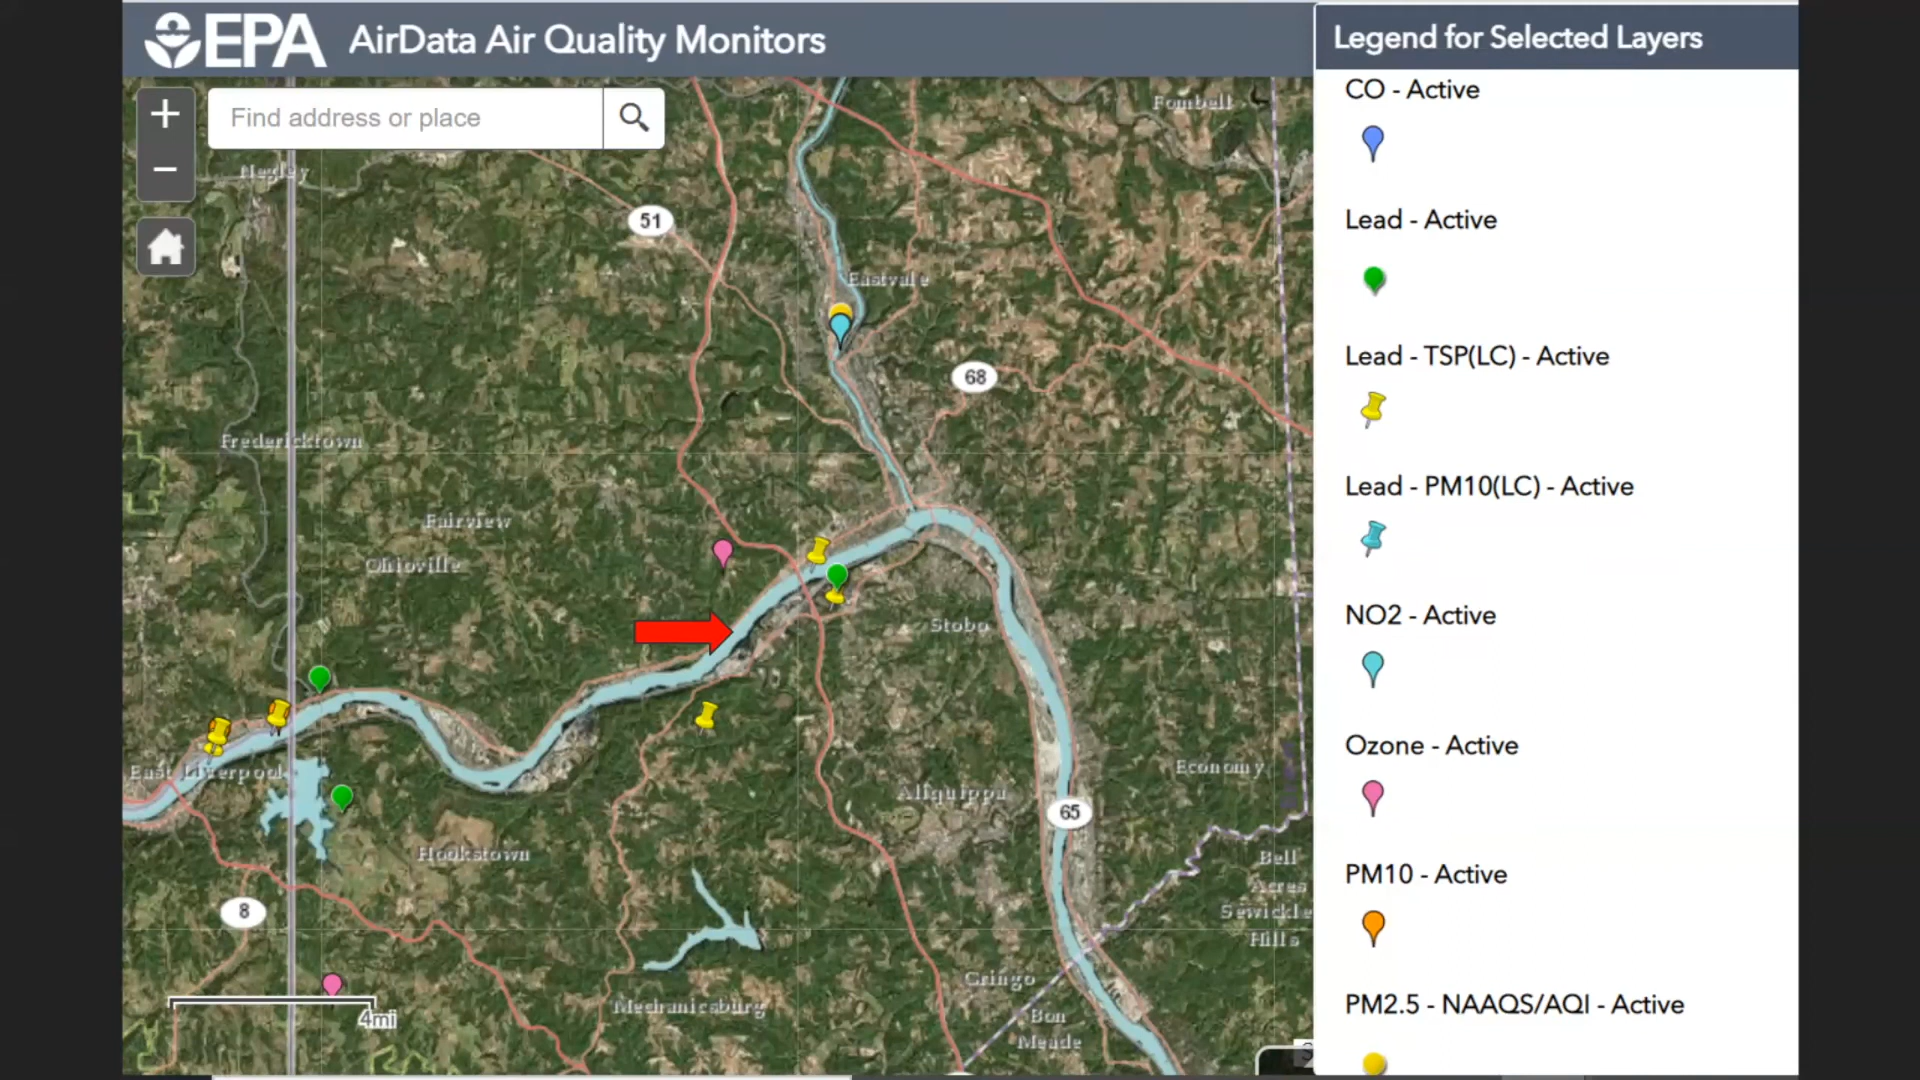 EPA AirData Air Quality Monitors
Legend for Selected Layers
+
Find address or place
−
CO - Active
Lead - Active
Lead - TSP(LC) - Active
Lead - PM10(LC) - Active
NO2 - Active
Ozone - Active
PM10 - Active
PM2.5 - NAAQS/AQI - Active
Fombell
Negley
51
Eastvale
68
Fredericktown
Fairview
Ohioville
Stobo
East Liverpool
Economy
Aliquippa
65
Hookstown
Bell
Acres
Sewickle
Hills
8
Gringo
Mechanicsburg
Bon
Meade
4mi